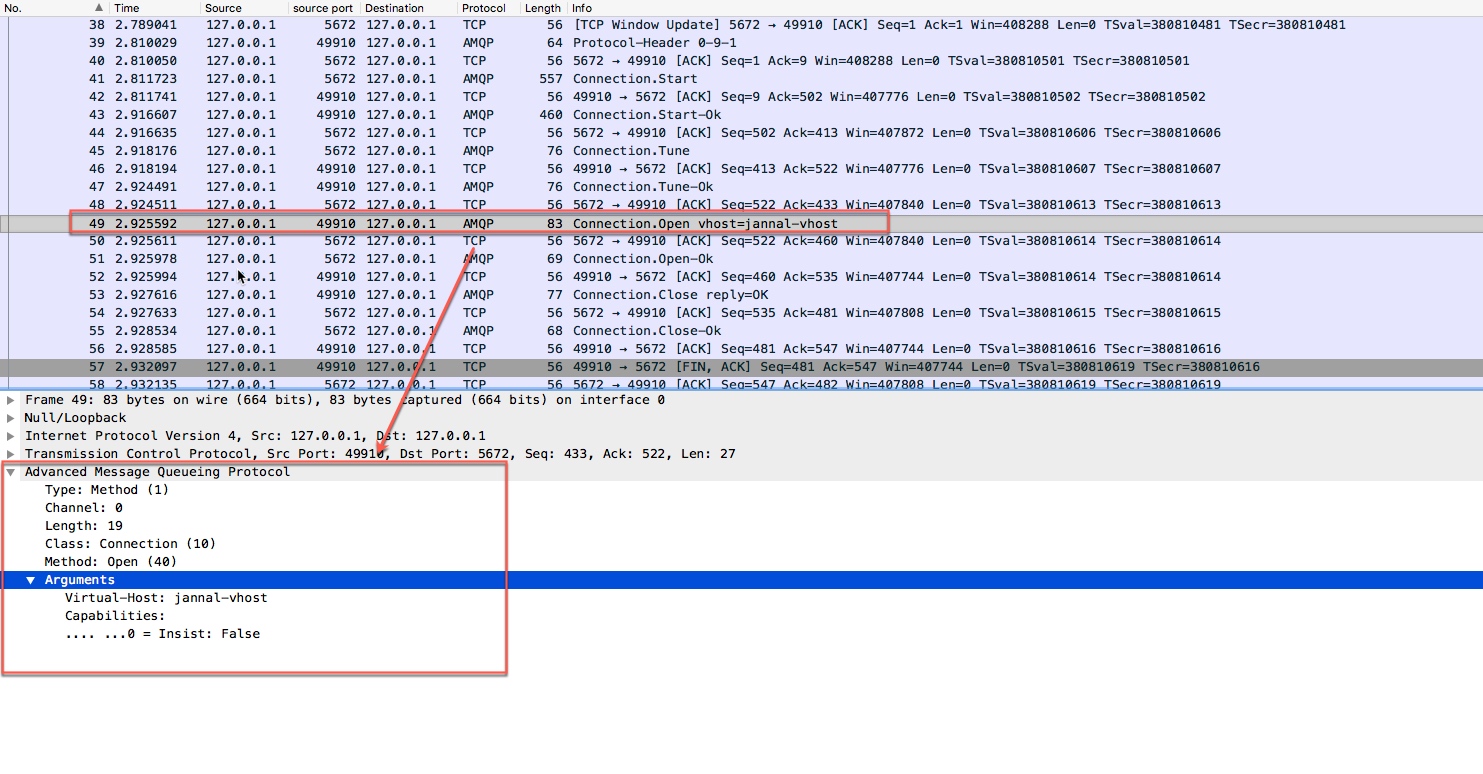 No. Time Source source port Destination Protocol Length Info
38 2.789041 127.0.0.1 5672 127.0.0.1 TCP 56 [TCP Window Update] 5672 → 49910 [ACK] Seq=1 Ack=1 Win=408288 Len=0 TSval=380810481 TSecr=380810481
39 2.810029 127.0.0.1 49910 127.0.0.1 AMQP 64 Protocol-Header 0-9-1
40 2.810050 127.0.0.1 5672 127.0.0.1 TCP 56 5672 → 49910 [ACK] Seq=1 Ack=9 Win=408288 Len=0 TSval=380810501 TSecr=380810501
41 2.811723 127.0.0.1 5672 127.0.0.1 AMQP 557 Connection.Start
42 2.811741 127.0.0.1 49910 127.0.0.1 TCP 56 49910 → 5672 [ACK] Seq=9 Ack=502 Win=407776 Len=0 TSval=380810502 TSecr=380810502
43 2.916607 127.0.0.1 49910 127.0.0.1 AMQP 460 Connection.Start-Ok
44 2.916635 127.0.0.1 5672 127.0.0.1 TCP 56 5672 → 49910 [ACK] Seq=502 Ack=413 Win=407872 Len=0 TSval=380810606 TSecr=380810606
45 2.918176 127.0.0.1 5672 127.0.0.1 AMQP 76 Connection.Tune
46 2.918194 127.0.0.1 49910 127.0.0.1 TCP 56 49910 → 5672 [ACK] Seq=413 Ack=522 Win=407776 Len=0 TSval=380810607 TSecr=380810607
47 2.924491 127.0.0.1 49910 127.0.0.1 AMQP 76 Connection.Tune-Ok
48 2.924511 127.0.0.1 5672 127.0.0.1 TCP 56 5672 → 49910 [ACK] Seq=522 Ack=433 Win=407840 Len=0 TSval=380810613 TSecr=380810613
49 2.925592 127.0.0.1 49910 127.0.0.1 AMQP 83 Connection.Open vhost=jannal-vhost
50 2.925611 127.0.0.1 5672 127.0.0.1 TCP 56 5672 → 49910 [ACK] Seq=522 Ack=460 Win=407840 Len=0 TSval=380810614 TSecr=380810614
51 2.925978 127.0.0.1 5672 127.0.0.1 AMQP 69 Connection.Open-Ok
52 2.925994 127.0.0.1 49910 127.0.0.1 TCP 56 49910 → 5672 [ACK] Seq=460 Ack=535 Win=407744 Len=0 TSval=380810614 TSecr=380810614
53 2.927616 127.0.0.1 49910 127.0.0.1 AMQP 77 Connection.Close reply=OK
54 2.927633 127.0.0.1 5672 127.0.0.1 TCP 56 5672 → 49910 [ACK] Seq=535 Ack=481 Win=407808 Len=0 TSval=380810615 TSecr=380810615
55 2.928534 127.0.0.1 5672 127.0.0.1 AMQP 68 Connection.Close-Ok
56 2.928585 127.0.0.1 49910 127.0.0.1 TCP 56 49910 → 5672 [ACK] Seq=481 Ack=547 Win=407744 Len=0 TSval=380810616 TSecr=380810616
57 2.932097 127.0.0.1 49910 127.0.0.1 TCP 56 49910 → 5672 [FIN, ACK] Seq=481 Ack=547 Win=407744 Len=0 TSval=380810619 TSecr=380810616
58 2.932135 127.0.0.1 5672 127.0.0.1 TCP 56 5672 → 49910 [ACK] Seq=547 Ack=482 Win=407808 Len=0 TSval=380810619 TSecr=380810619
Frame 49: 83 bytes on wire (664 bits), 83 bytes captured (664 bits) on interface 0
Null/Loopback
Internet Protocol Version 4, Src: 127.0.0.1, Dst: 127.0.0.1
Transmission Control Protocol, Src Port: 49910, Dst Port: 5672, Seq: 433, Ack: 522, Len: 27
Advanced Message Queueing Protocol
Type: Method (1)
Channel: 0
Length: 19
Class: Connection (10)
Method: Open (40)
Arguments
Virtual-Host: jannal-vhost
Capabilities:
.... ...0 = Insist: False